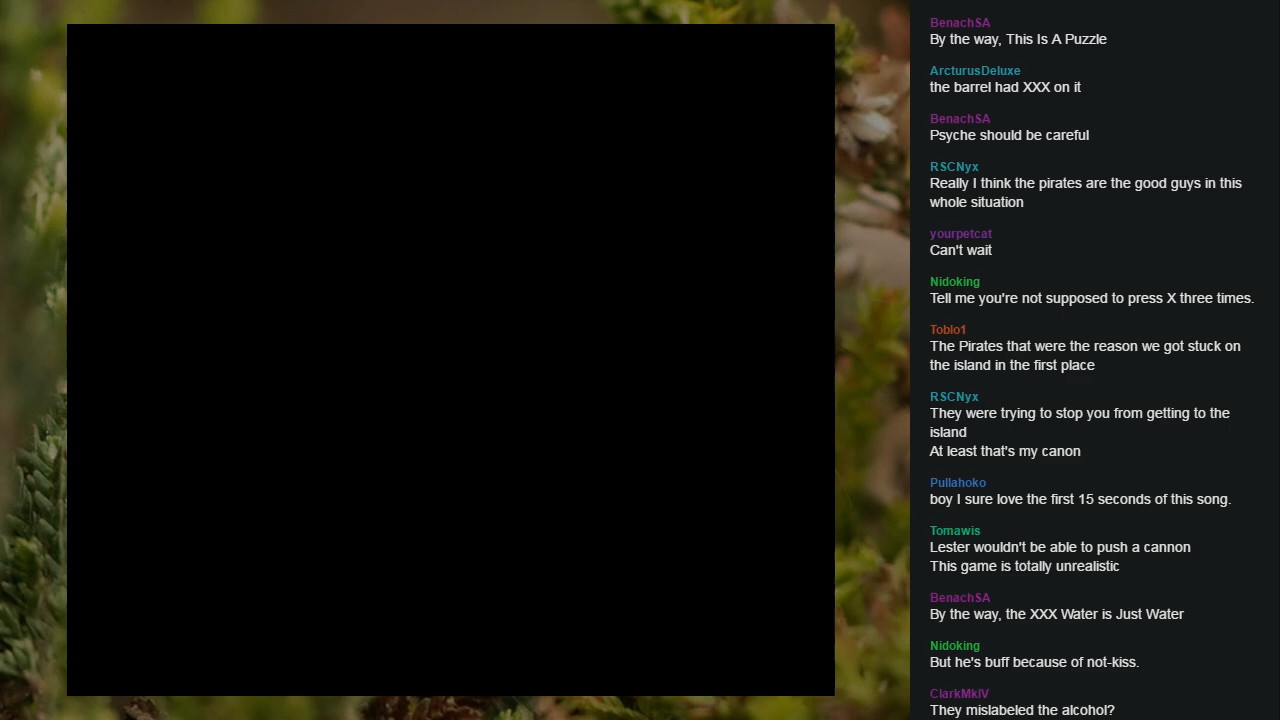 BenachSA
By the way, This Is A Puzzle
ArcturusDeluxe
the barrel had XXX on it
BenachSA
Psyche should be careful
RSCNyx
Really I think the pirates are the good guys in this
whole situation
yourpetcat
Can't wait
Nidoking
Tell me you're not supposed to press X three times.
Toblo1
The Pirates that were the reason we got stuck on
the island in the first place
RSCNyx
They were trying to stop you from getting to the
island
At least that's my canon
Pullahoko
boy I sure love the first 15 seconds of this song.
Tomawis
Lester wouldn't be able to push a cannon
This game is totally unrealistic
BenachSA
By the way, the XXX Water is Just Water
Nidoking
But he's buff because of not-kiss.
ClarkMkIV
They mislabeled the alcohol?